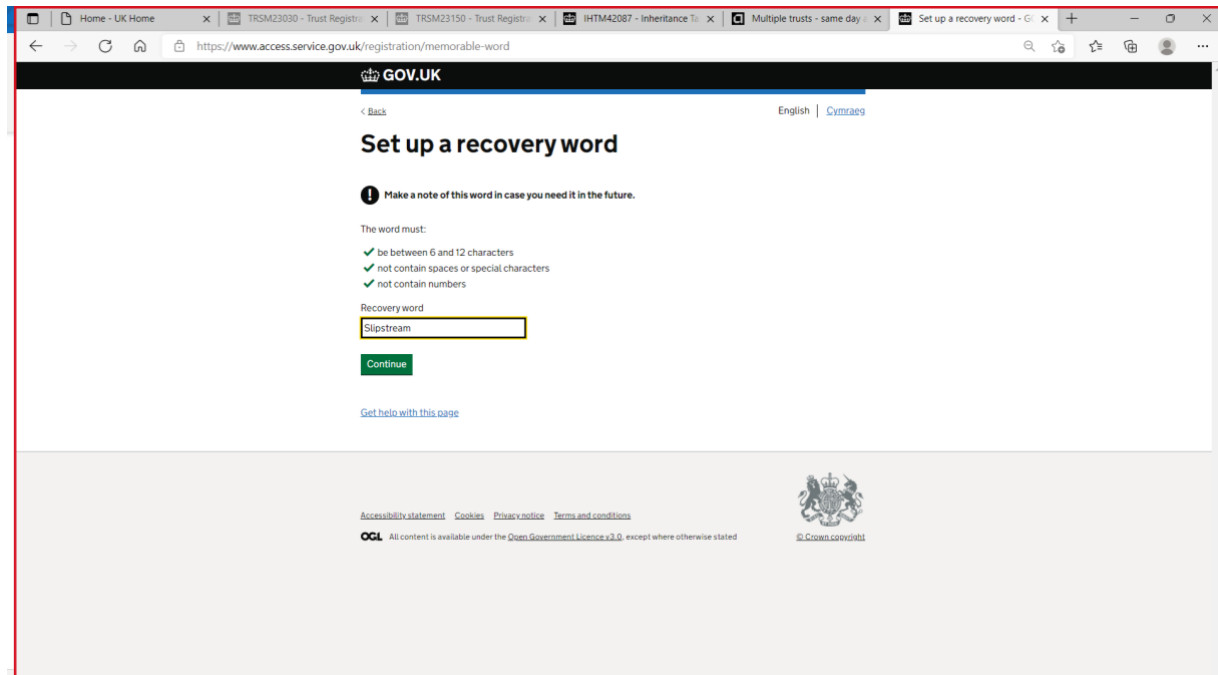 Home - UK Home
TRSM23030 - Trust Registra
TRSM23150 - Trust Registra
IHTM42087 - Inheritance Ta
Multiple trusts - same day
Set up a recovery word - G
https://www.access.service.gov.uk/registration/memorable-word
GOV.UK
< Back
English | Cymraeg
Set up a recovery word
! Make a note of this word in case you need it in the future.
The word must:
✔ be between 6 and 12 characters
✔ not contain spaces or special characters
✔ not contain numbers
Recovery word
Slipstream
Continue
Get help with this page
Accessibility statement Cookies Privacy notice Terms and conditions
OGL All content is available under the Open Government Licence v3.0, except where otherwise stated
© Crown copyright